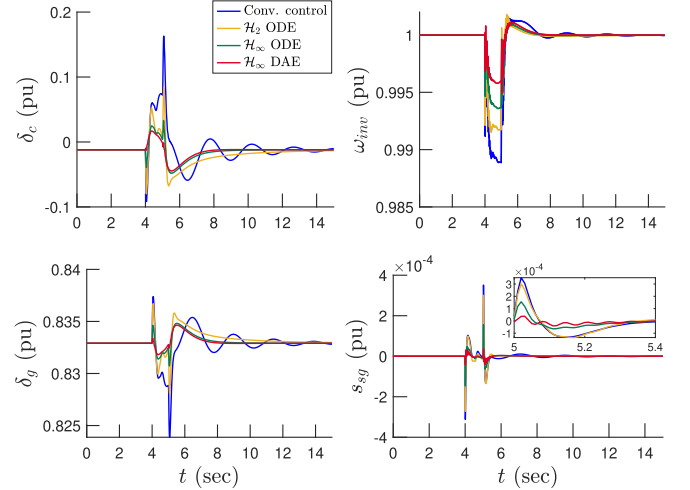 0.2
0.1
0
-0.1
0 2 4 6 8 10 12 14
δc (pu)
Conv. control
H2 ODE
H∞ ODE
H∞ DAE
1
0.995
0.99
0.985
0 2 4 6 8 10 12 14
ωinv (pu)
0.84
0.835
0.83
0.825
0 2 4 6 8 10 12 14
δg (pu)
t (sec)
×10-4
4
2
0
-2
-4
0 2 4 6 8 10 12 14
ssg (pu)
t (sec)
×10-4
3
2
1
0
-1
5 5.2 5.4